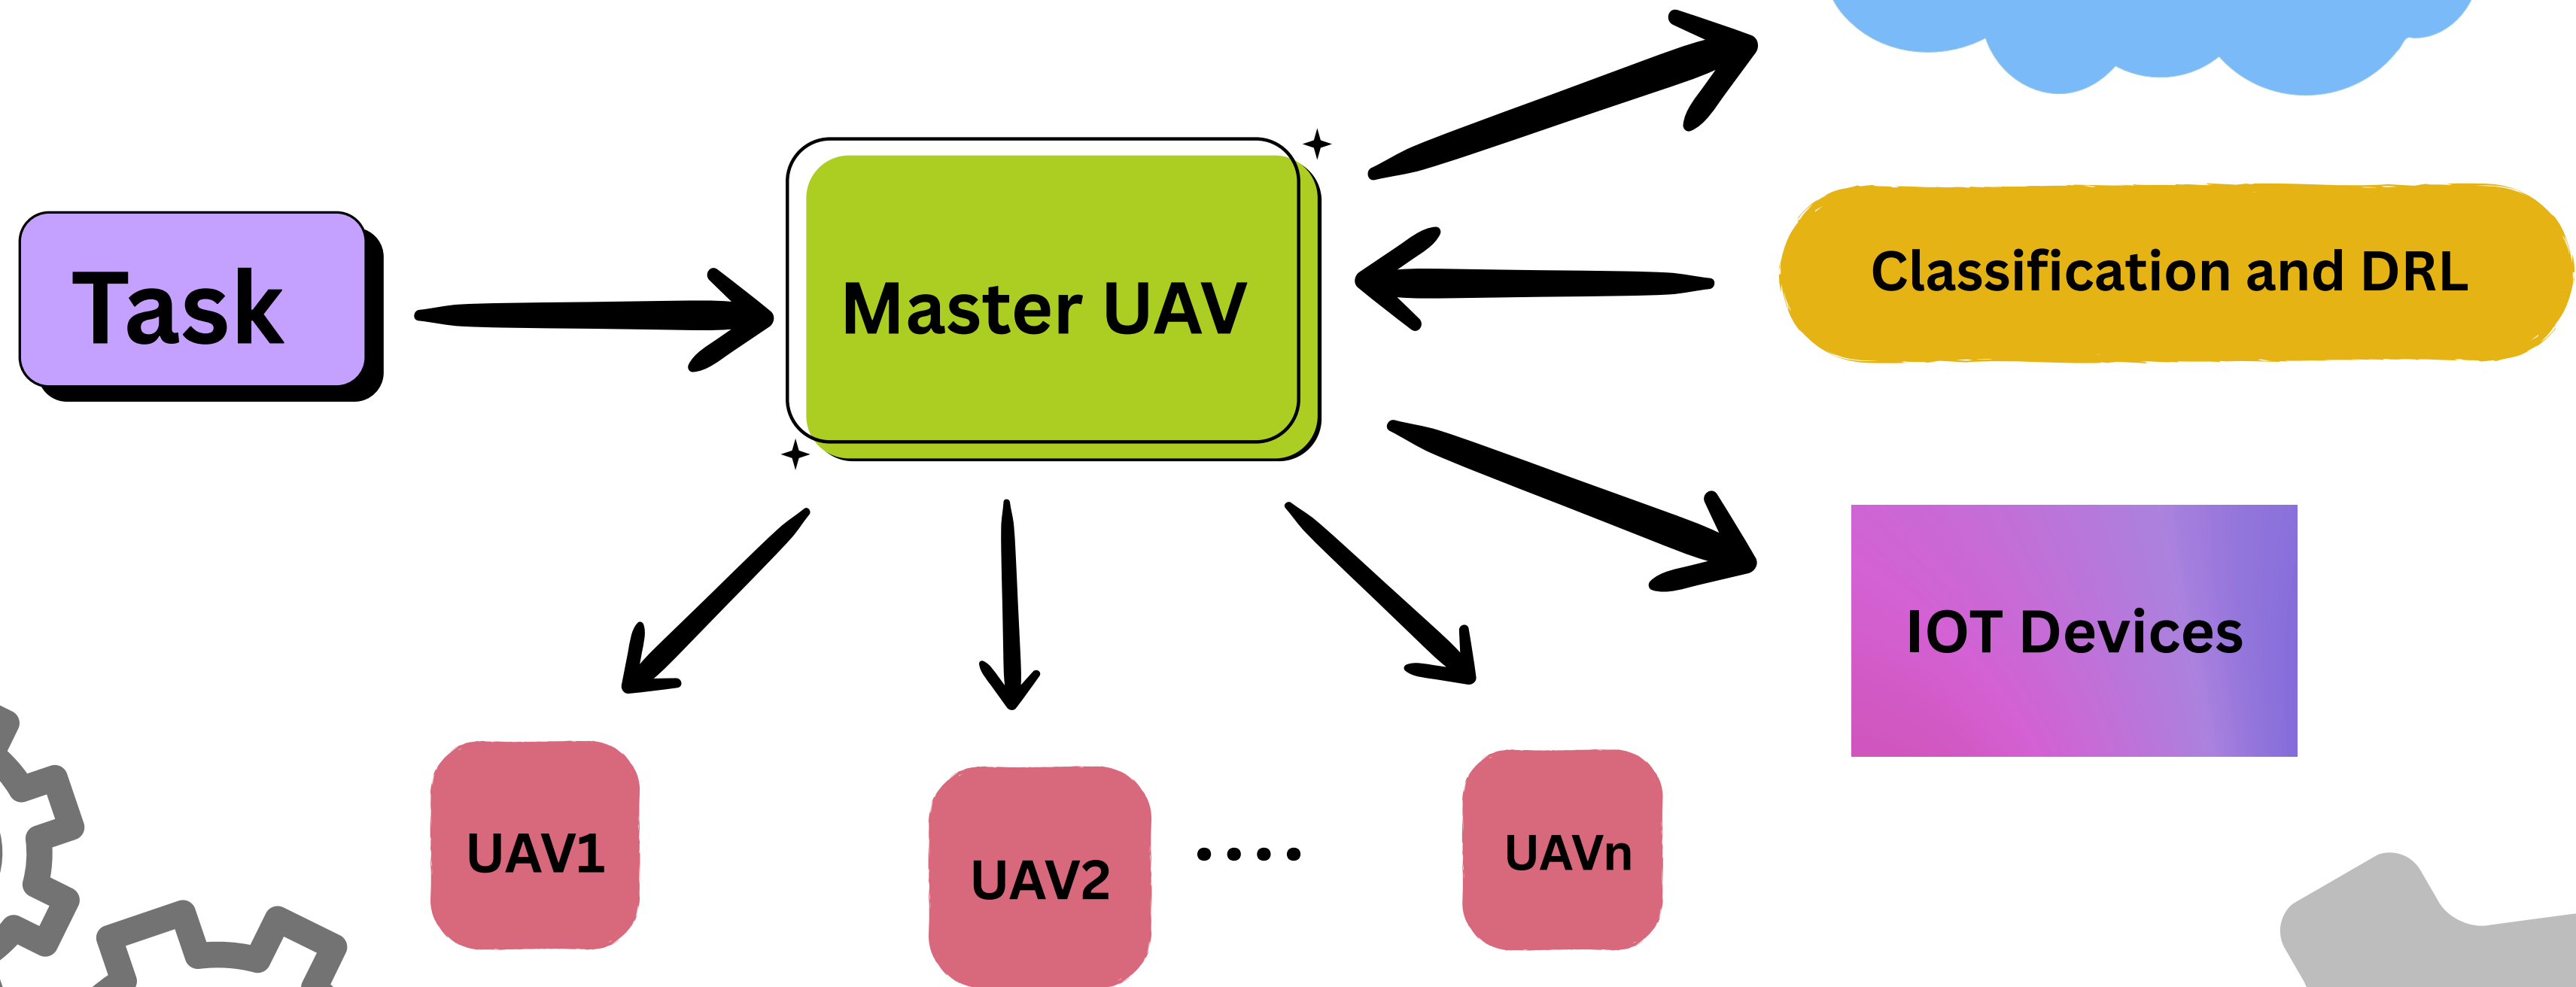 Task
Master UAV
Classification and DRL
IOT Devices
UAV1
UAV2
....
UAVn